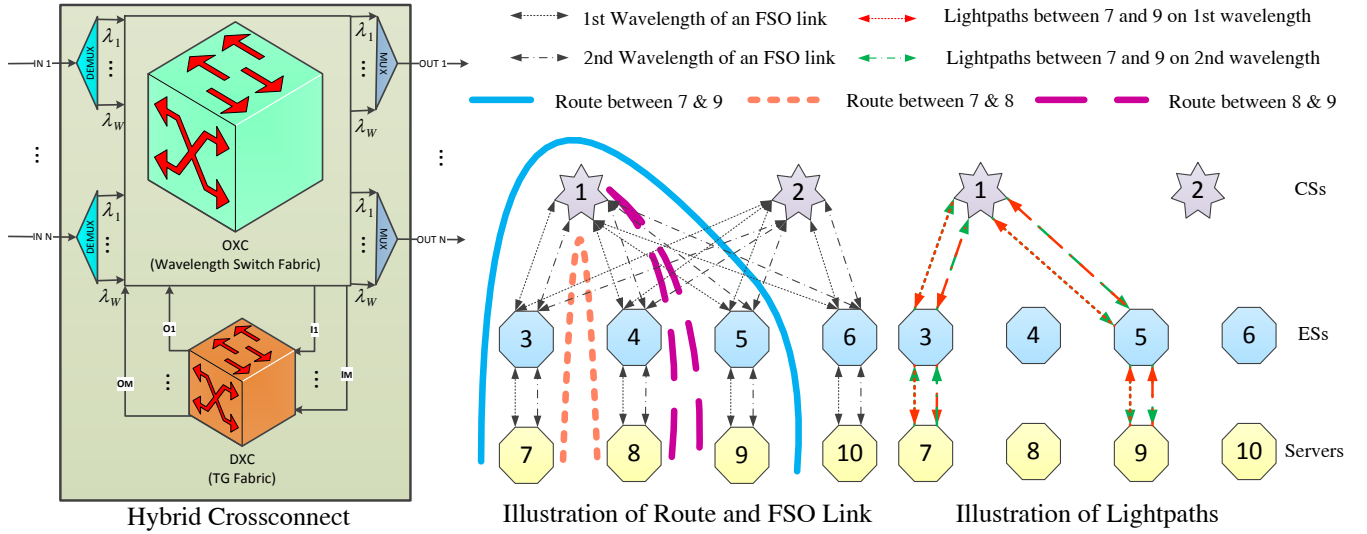 1st Wavelength of an FSO link
Lightpaths between 7 and 9 on 1st wavelength
2nd Wavelength of an FSO link
Lightpaths between 7 and 9 on 2nd wavelength
Route between 7 & 9
Route between 7 & 8
Route between 8 & 9
λ1
λ1
IN 1
DEMUX
MUX
OUT 1
⋮
⋮
λW
λW
⋮
⋮
λ1
λ1
IN N
DEMUX
MUX
OUT N
⋮
⋮
OXC
(Wavelength Switch Fabric)
λW
λW
O1
I1
OM
⋮
⋮
IM
DXC
(TG Fabric)
Hybrid Crossconnect
1
2
1
2
CSs
3
4
5
6
3
4
5
6
ESs
7
8
9
10
7
8
9
10
Servers
Illustration of Route and FSO Link
Illustration of Lightpaths